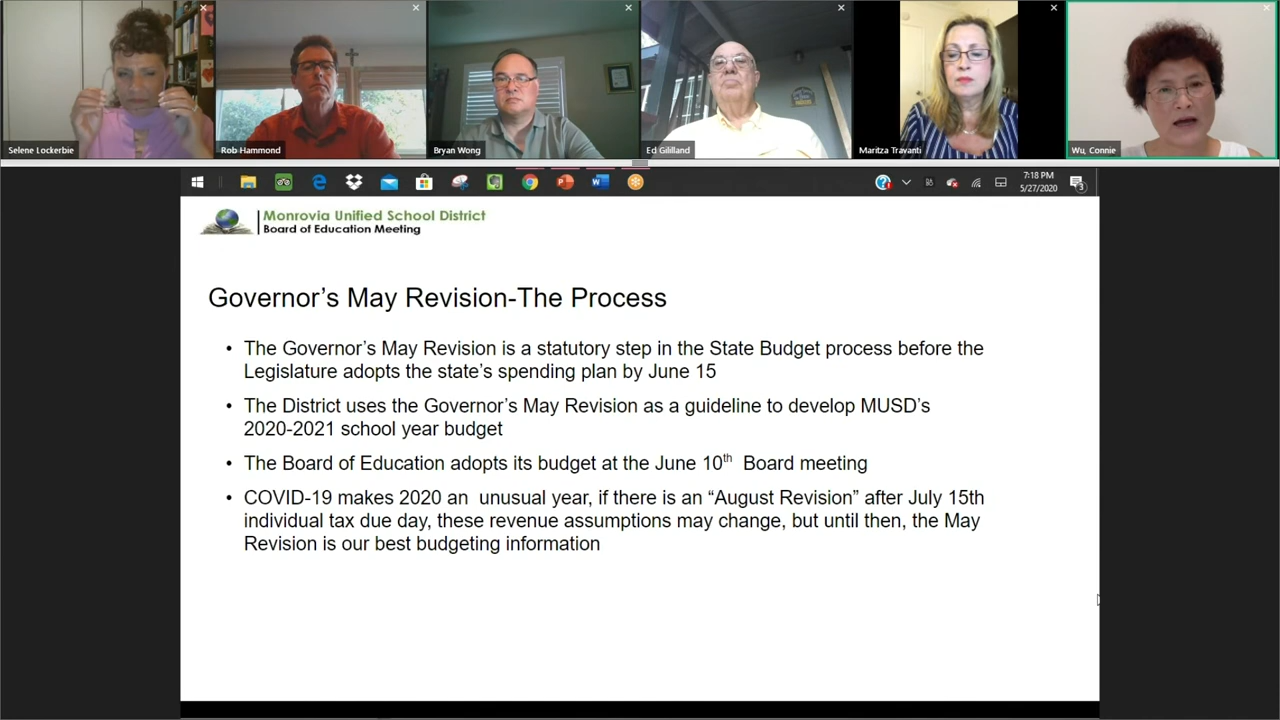 Selene Lockerbie
Rob Hammond
Bryan Wong
Ed Gililland
Maritza Travanti
Wu, Connie
7:18 PM
5/27/2020
3
Monrovia Unified School District
Board of Education Meeting
Governor’s May Revision-The Process
• The Governor’s May Revision is a statutory step in the State Budget process before the
Legislature adopts the state’s spending plan by June 15
• The District uses the Governor’s May Revision as a guideline to develop MUSD’s
2020-2021 school year budget
• The Board of Education adopts its budget at the June 10th Board meeting
• COVID-19 makes 2020 an unusual year, if there is an “August Revision” after July 15th
individual tax due day, these revenue assumptions may change, but until then, the May
Revision is our best budgeting information